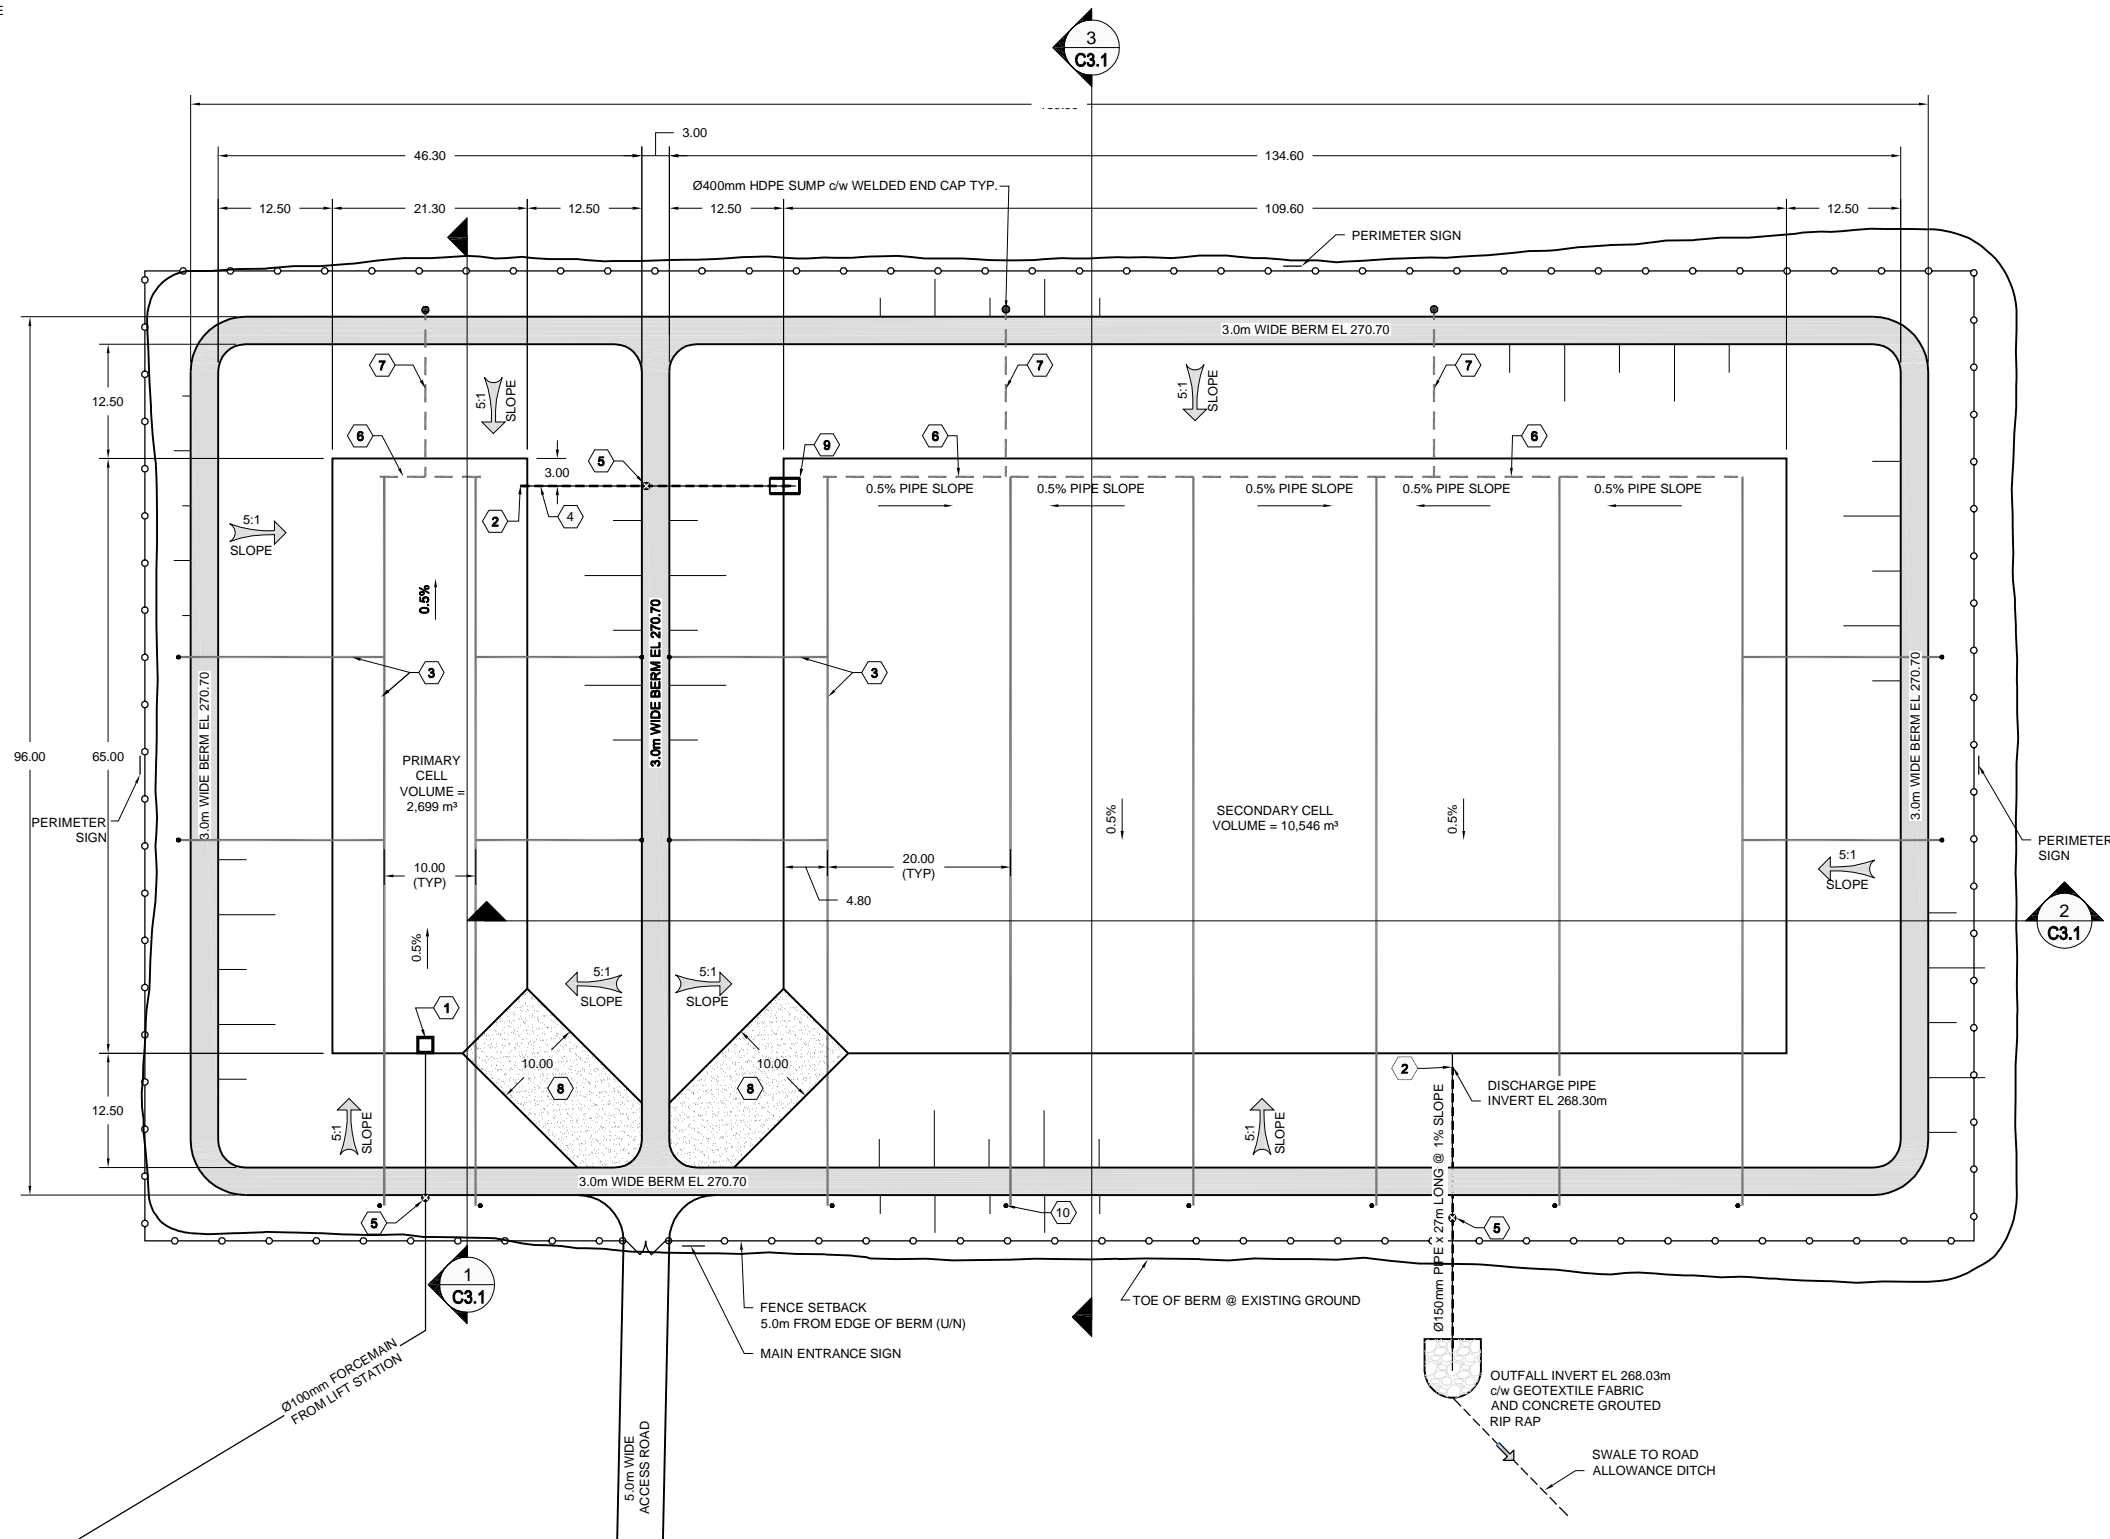 E
3
C3.1
3.00
46.30
134.60
Ø400mm HDPE SUMP c/w WELDED END CAP TYP.
12.50
21.30
12.50
12.50
109.60
12.50
PERIMETER SIGN
3.0m WIDE BERM EL 270.70
7
7
7
5:1
SLOPE
5:1
SLOPE
12.50
6
3.00
5
9
6
6
2
4
0.5% PIPE SLOPE
0.5% PIPE SLOPE
0.5% PIPE SLOPE
0.5% PIPE SLOPE
0.5% PIPE SLOPE
5:1
SLOPE
0.5%
3.0m WIDE BERM EL 270.70
3
3
3.0m WIDE BERM EL 270.70
3.0m WIDE BERM EL 270.70
96.00
65.00
PRIMARY
CELL
VOLUME =
2,699 m³
SECONDARY CELL
VOLUME = 10,546 m³
0.5%
0.5%
PERIMETER
SIGN
PERIMETER
SIGN
10.00
(TYP)
20.00
(TYP)
4.80
5:1
SLOPE
2
C3.1
0.5%
5:1
SLOPE
5:1
SLOPE
1
10.00
8
10.00
8
2
DISCHARGE PIPE
INVERT EL 268.30m
12.50
5:1
SLOPE
5:1
SLOPE
Ø150mm PIPE x 27m LONG @ 1% SLOPE
3.0m WIDE BERM EL 270.70
5
10
5
1
C3.1
FENCE SETBACK
5.0m FROM EDGE OF BERM (U/N)
MAIN ENTRANCE SIGN
TOE OF BERM @ EXISTING GROUND
Ø100mm FORCEMAIN
FROM LIFT STATION
5.0m WIDE
ACCESS ROAD
OUTFALL INVERT EL 268.03m
c/w GEOTEXTILE FABRIC
AND CONCRETE GROUTED
RIP RAP
SWALE TO ROAD
ALLOWANCE DITCH